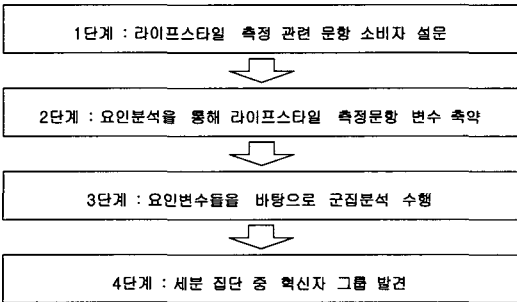 1단계 : 라이프스타일 측정 관련 문항 소비자 설문
2단계 : 요인분석을 통해 라이프스타일 측정문항 변수 축약
3단계 : 요인변수들을 바탕으로 군집분석 수행
4단계 : 세분 집단 중 혁신자 그룹 발견